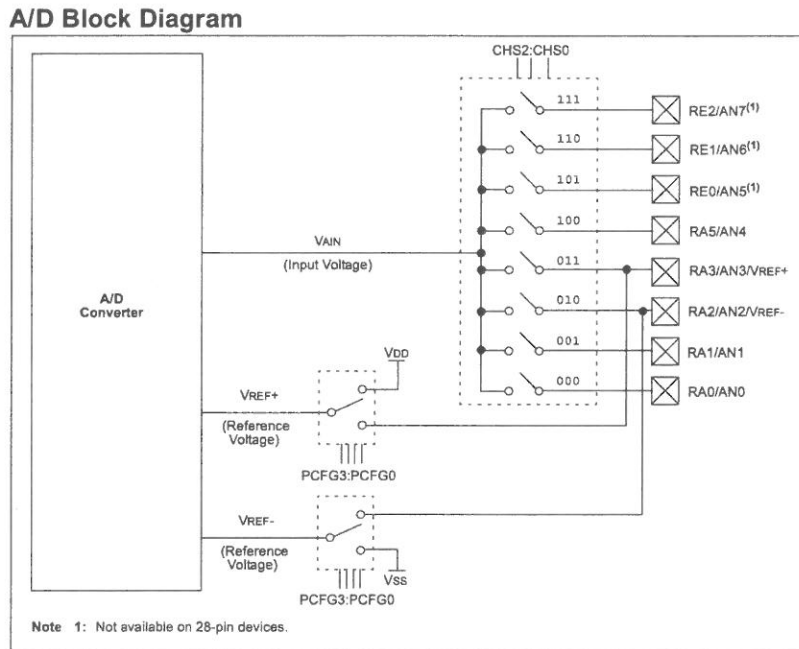 A/D Block Diagram
CHS2:CHS0
111
RE2/AN7(1)
110
RE1/AN6(1)
101
RE0/AN5(1)
100
RA5/AN4
VAIN
(Input Voltage)
011
RA3/AN3/VREF+
010
RA2/AN2/VREF-
A/D
Converter
001
RA1/AN1
VDD
000
RA0/AN0
VREF+
(Reference
Voltage)
PCFG3:PCFG0
VREF-
(Reference
Voltage)
VSS
PCFG3:PCFG0
Note 1: Not available on 28-pin devices.